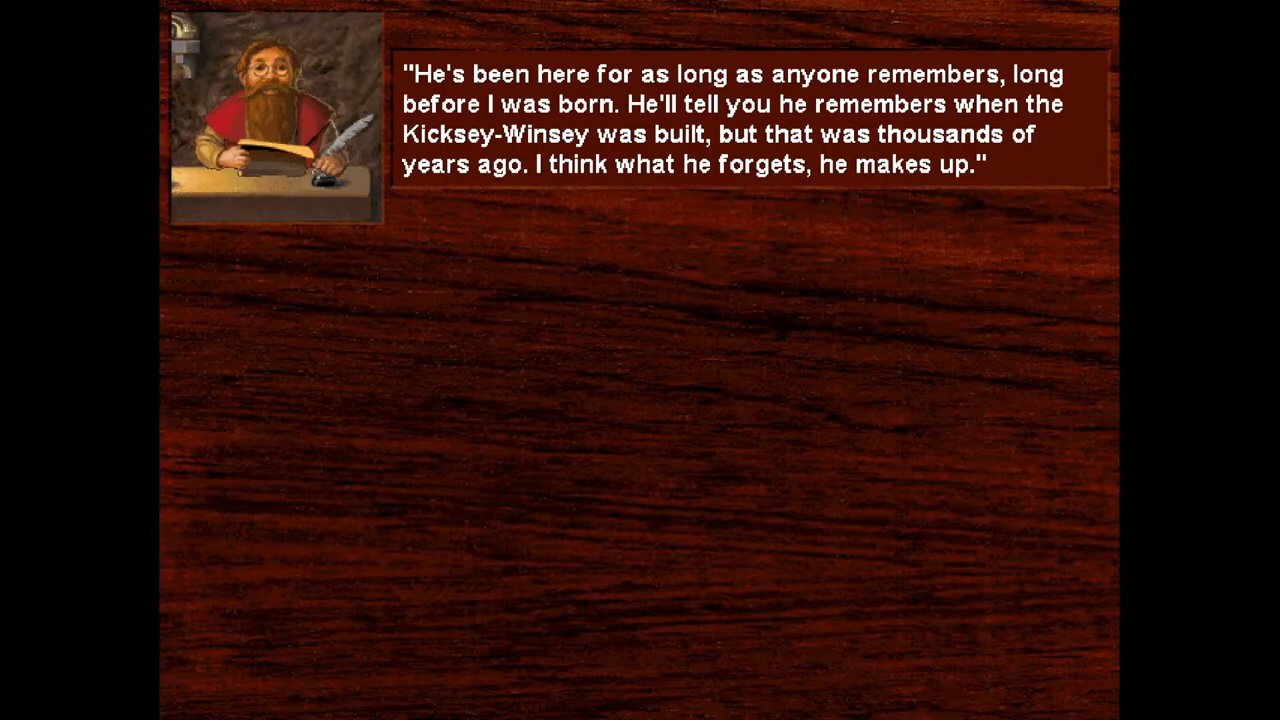 "He's been here for as long as anyone remembers, long
before I was born. He'll tell you he remembers when the
Kicksey-Winsey was built, but that was thousands of
years ago. I think what he forgets, he makes up."